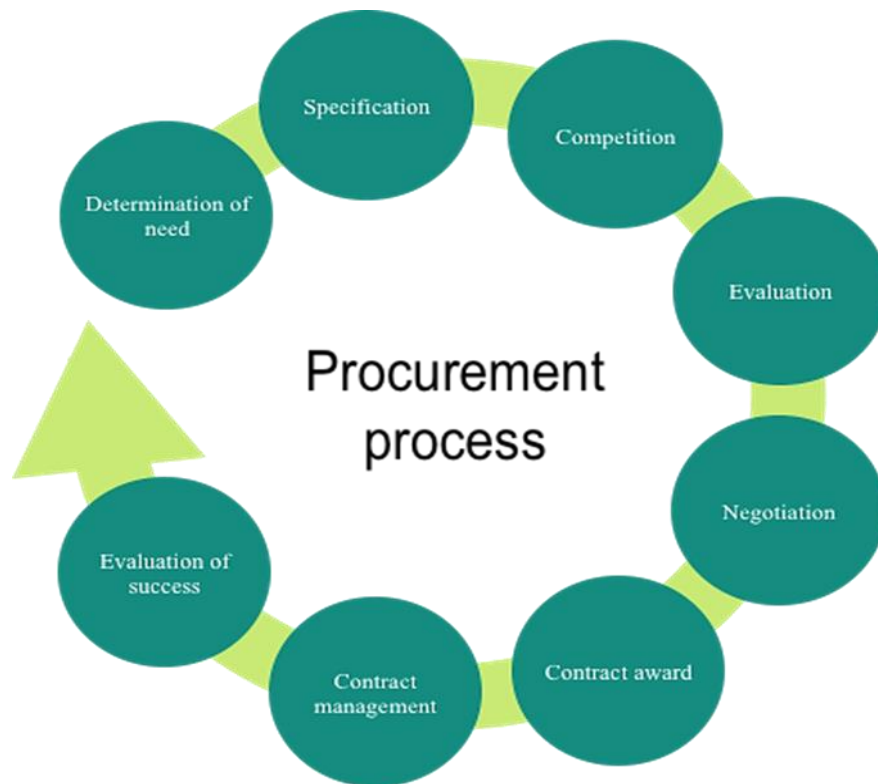 Specification
Competition
Determination of
need
Evaluation
Procurement
process
Negotiation
Evaluation of
success
Contract award
Contract
management